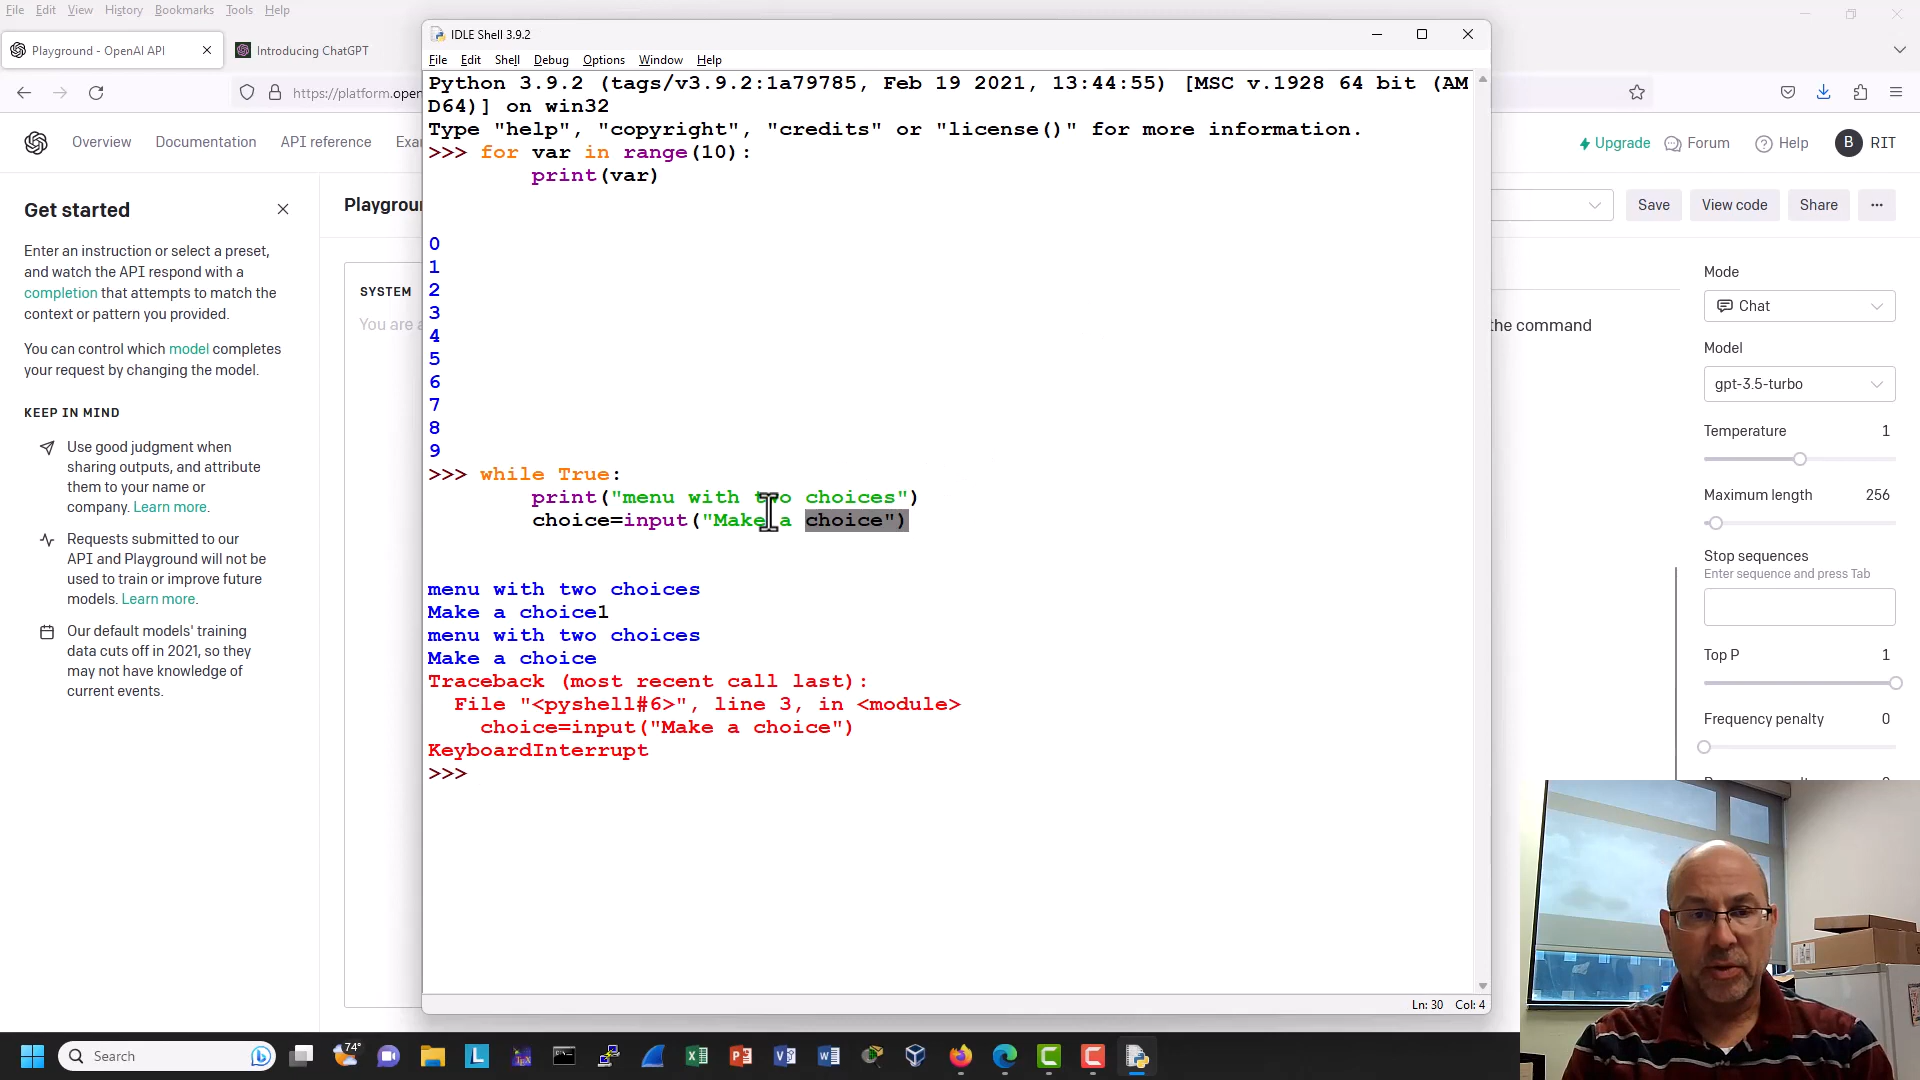 File Edit View History Bookmarks Tools Help
Playground - OpenAI API
Introducing ChatGPT
https://platform.open
Overview Documentation API reference Exa
Upgrade Forum Help B RIT
Get started
Enter an instruction or select a preset,
and watch the API respond with a
completion that attempts to match the
context or pattern you provided.
You can control which model completes
your request by changing the model.
KEEP IN MIND
Use good judgment when
sharing outputs, and attribute
them to your name or
company. Learn more.
Requests submitted to our
API and Playground will not be
used to train or improve future
models. Learn more.
Our default models' training
data cuts off in 2021, so they
may not have knowledge of
current events.
Playgrou
SYSTEM
You are a
IDLE Shell 3.9.2
File Edit Shell Debug Options Window Help
Python 3.9.2 (tags/v3.9.2:1a79785, Feb 19 2021, 13:44:55) [MSC v.1928 64 bit (AM
D64)] on win32
Type "help", "copyright", "credits" or "license()" for more information.
>>> for var in range(10):
print(var)
0
1
2
3
4
5
6
7
8
9
>>> while True:
print("menu with two choices")
choice=input("Make a choice")
menu with two choices
Make a choice1
menu with two choices
Make a choice
Traceback (most recent call last):
File "<pyshell#6>", line 3, in <module>
choice=input("Make a choice")
KeyboardInterrupt
>>>
Ln: 30 Col: 4
Save View code Share ...
the command
Mode
Chat
Model
gpt-3.5-turbo
Temperature 1
Maximum length 256
Stop sequences
Enter sequence and press Tab
Top P 1
Frequency penalty 0
Search
74°